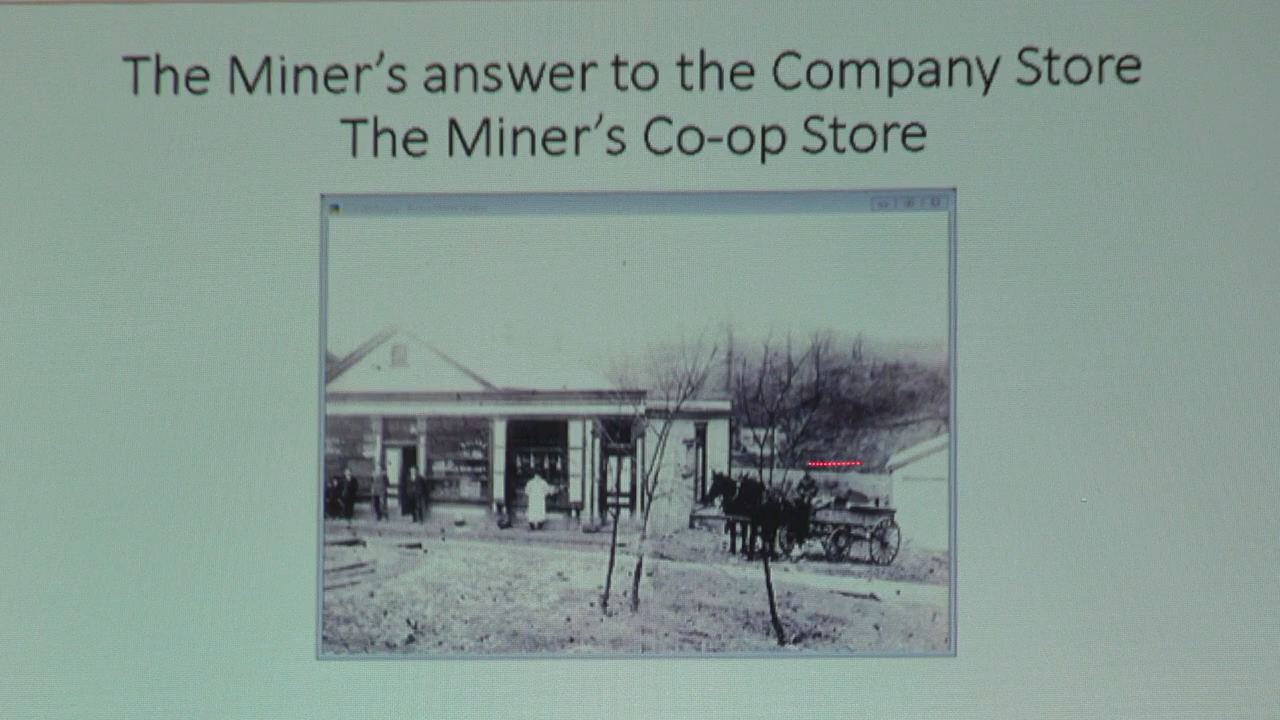 The Miner’s answer to the Company Store
The Miner’s Co-op Store